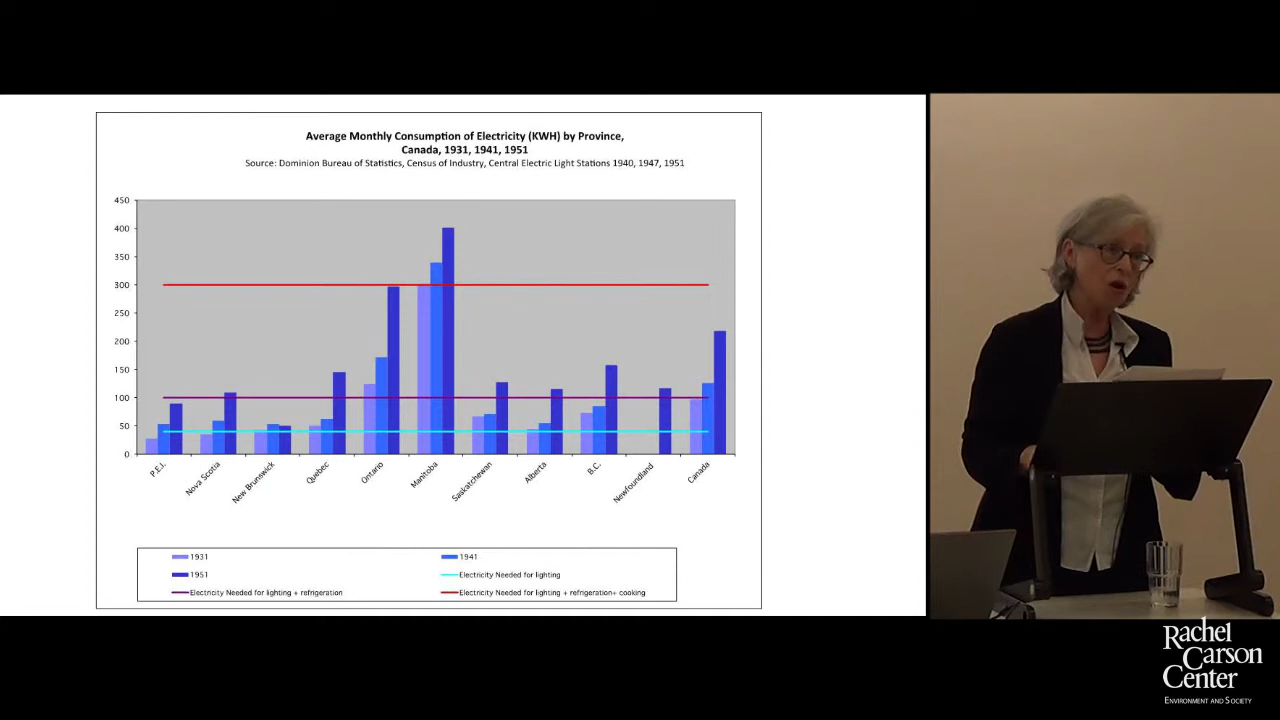 Average Monthly Consumption of Electricity (KWH) by Province,
Canada, 1931, 1941, 1951
Source: Dominion Bureau of Statistics, Census of Industry, Central Electric Light Stations 1940, 1947, 1951
450
400
350
300
250
200
150
100
50
0
P.E.I.
Nova Scotia
New Brunswick
Quebec
Ontario
Manitoba
Saskatchewan
Alberta
B.C.
Newfoundland
Canada
1931
1941
1951
Electricity Needed for lighting
Electricity Needed for lighting + refrigeration
Electricity Needed for lighting + refrigeration+ cooking
Rachel
Carson
Center
ENVIRONMENT AND SOCIETY